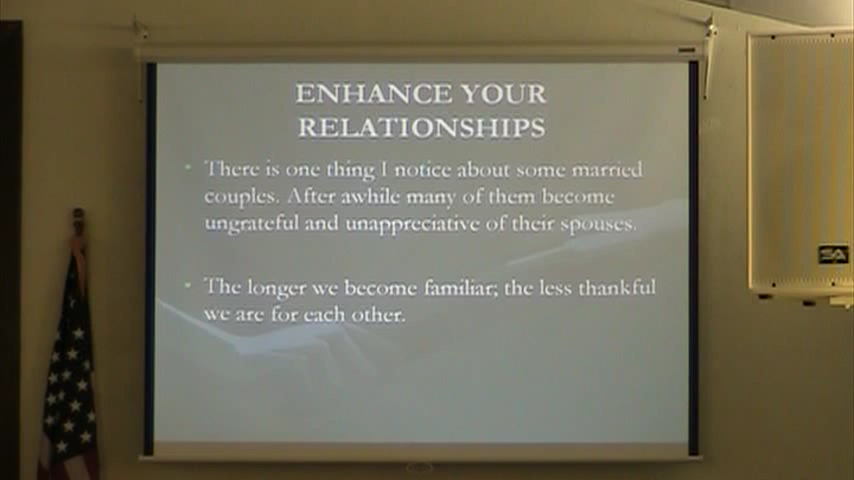 ENHANCE YOUR
RELATIONSHIPS
• There is one thing I notice about some married
couples. After awhile many of them become
ungrateful and unappreciative of their spouses.
• The longer we become familiar; the less thankful
we are for each other.
SA